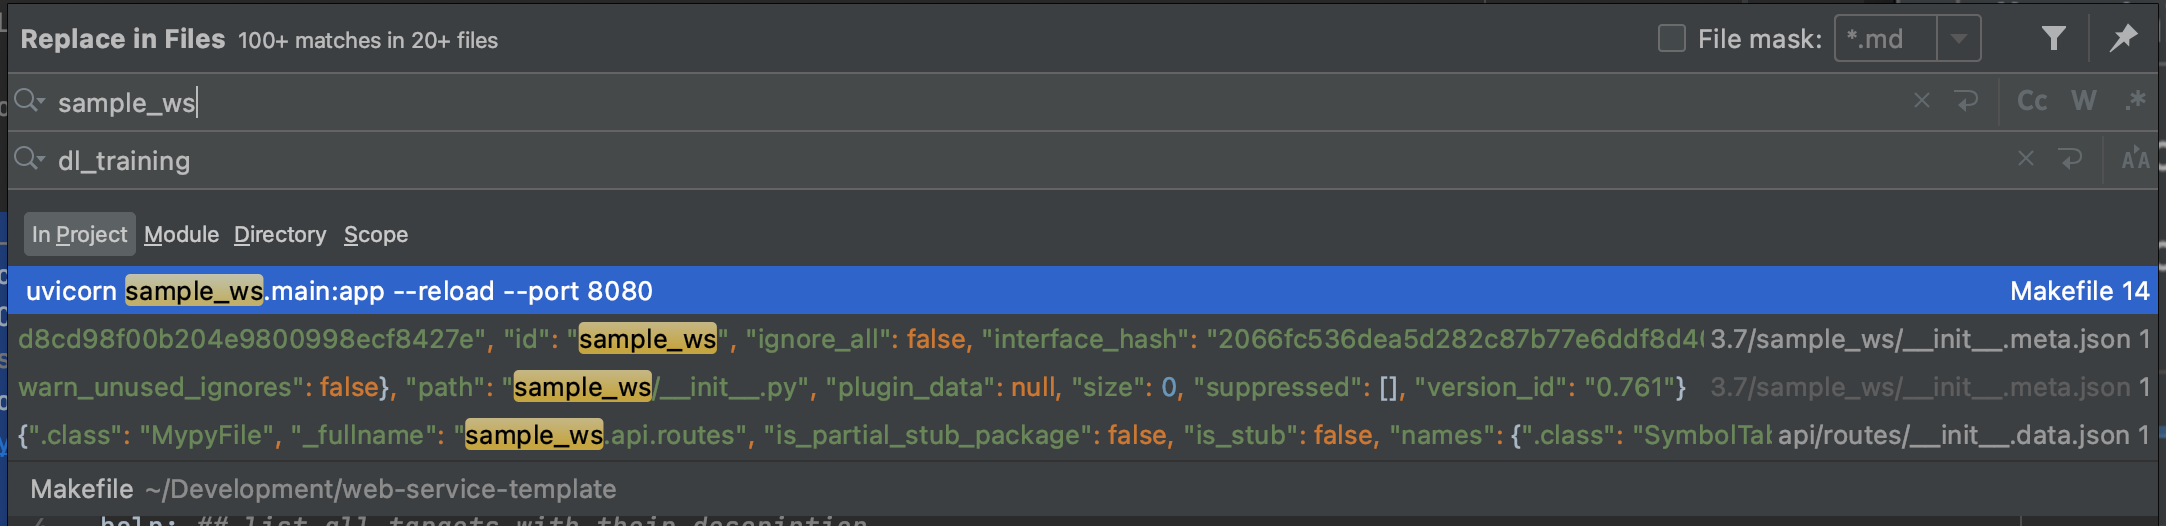 Replace in Files 100+ matches in 20+ files File mask: *.md
sample_ws Cc W .*
dl_training AA
In Project Module Directory Scope
uvicorn sample_ws.main:app --reload --port 8080 Makefile 14
d8cd98f00b204e9800998ecf8427e", "id": "sample_ws", "ignore_all": false, "interface_hash": "2066fc536dea5d282c87b77e6ddf8d4 3.7/sample_ws/__init__.meta.json 1
warn_unused_ignores": false}, "path": "sample_ws/__init__.py", "plugin_data": null, "size": 0, "suppressed": [], "version_id": "0.761"} 3.7/sample_ws/__init__.meta.json 1
{".class": "MypyFile", "_fullname": "sample_ws.api.routes", "is_partial_stub_package": false, "is_stub": false, "names": {".class": "SymbolTab api/routes/__init__.data.json 1
Makefile ~/Development/web-service-template
help: ## list all targets with their description